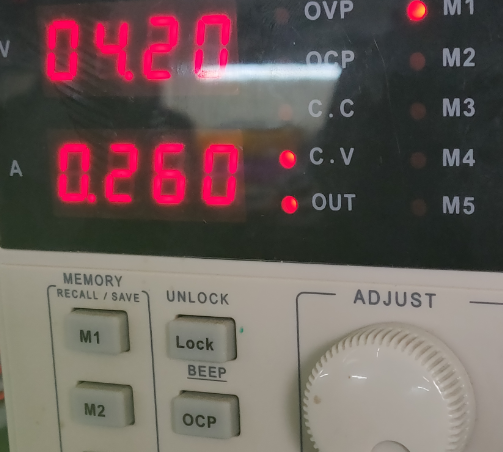 V 04.20 OVP M1
OCP M2
C.C M3
A 0.260 C.V M4
OUT M5
MEMORY
RECALL / SAVE UNLOCK ADJUST
M1 Lock
BEEP
M2 OCP